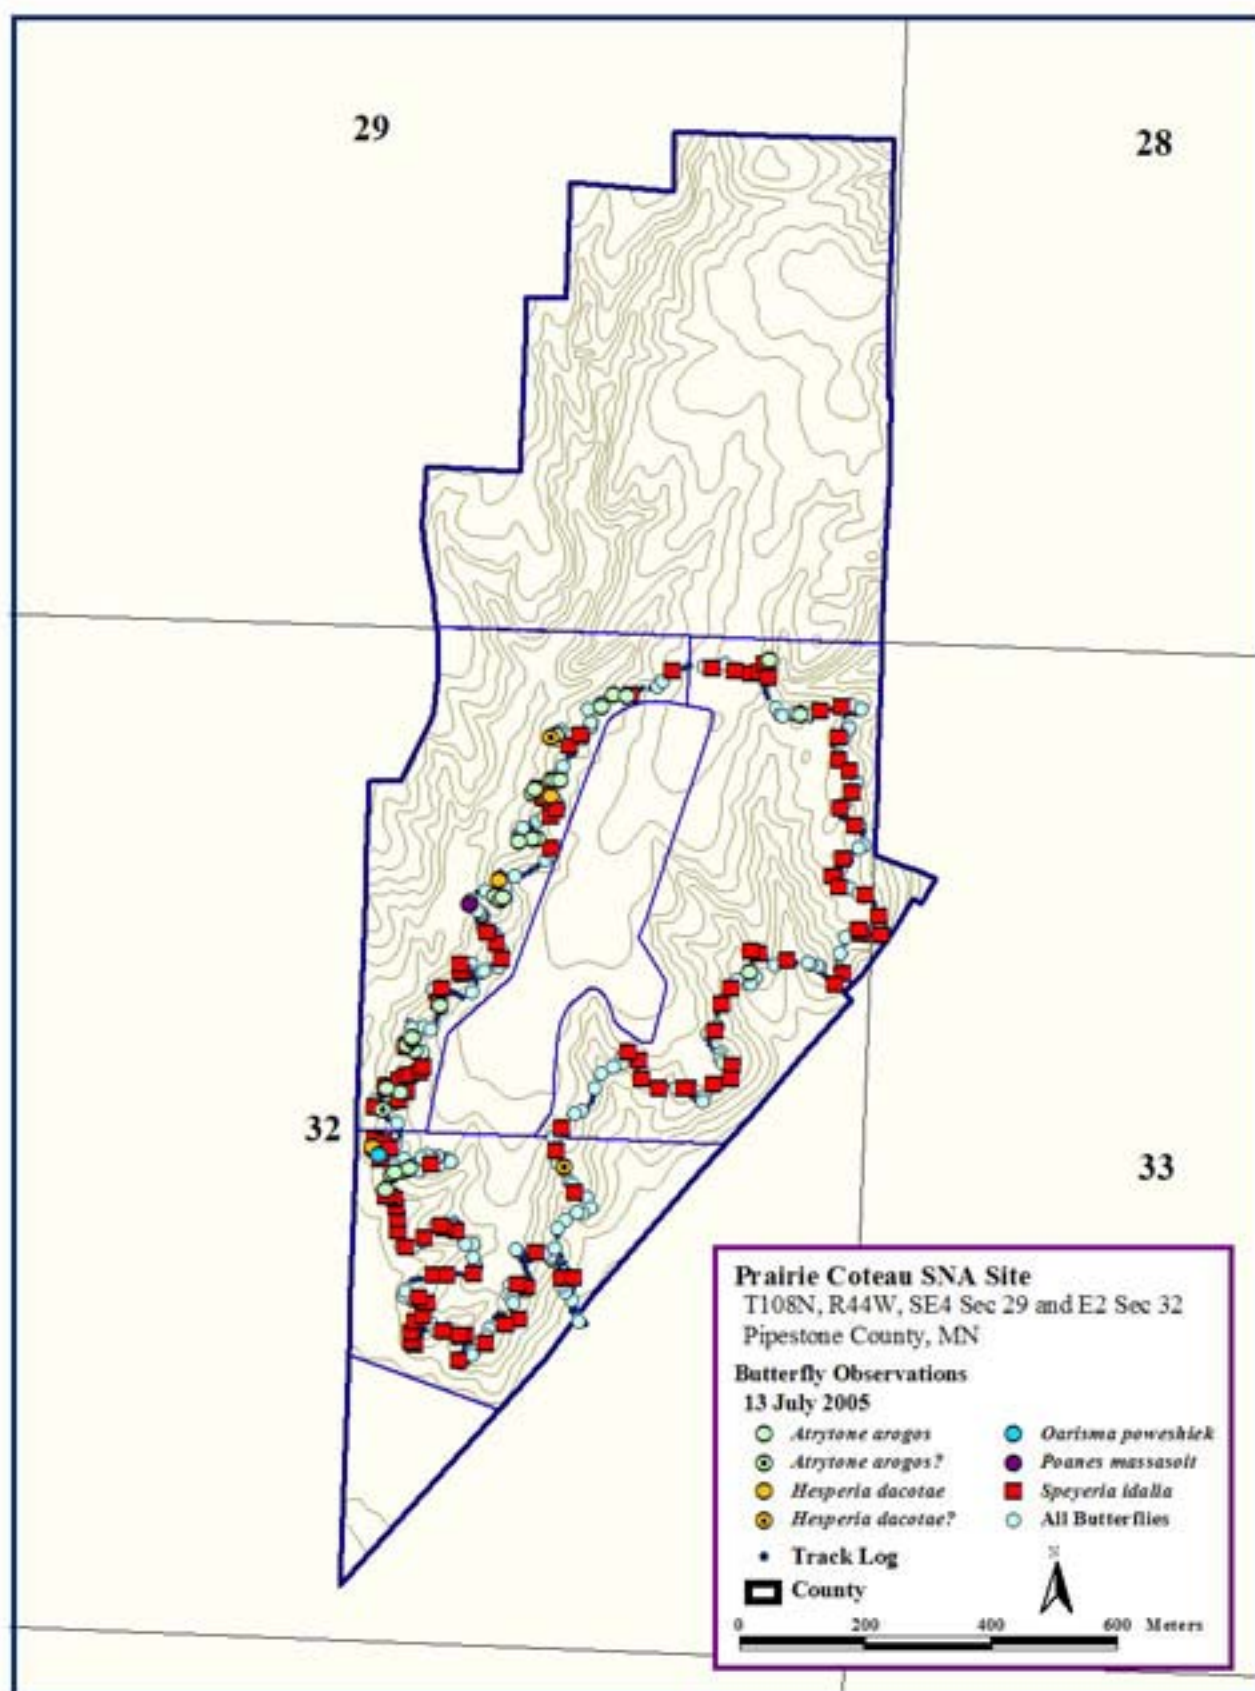 29
28
32
33
Prairie Coteau SNA Site
T108N, R44W, SE4 Sec 29 and E2 Sec 32
Pipestone County, MN
Butterfly Observations
13 July 2005
Atrytone arogos
Atrytone arogos?
Hesperia dacotae
Hesperia dacotae?
Track Log
County
Oarisma poweshiek
Poanes massasoit
Speyeria idalia
All Butterflies
N
0 200 400 600 Meters